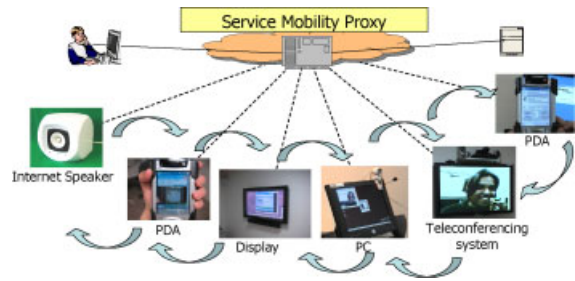 Service Mobility Proxy
PDA
Internet Speaker
PDA
Display
PC
Teleconferencing
system